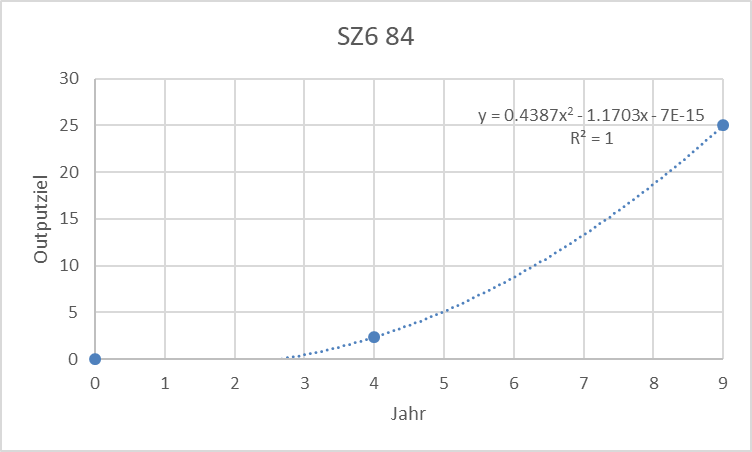 SZ6 84
30
25
20
15
10
5
0
Outputziel
y = 0.4387x² - 1.1703x - 7E-15
R² = 1
0 1 2 3 4 5 6 7 8 9
Jahr